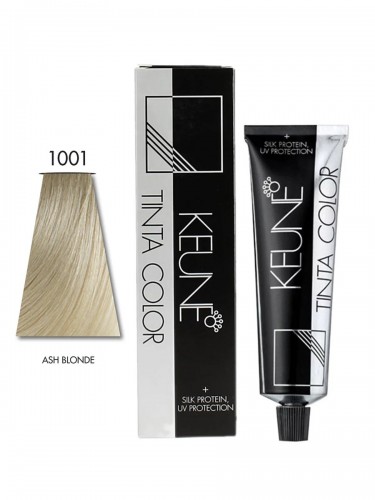 1001
ASH BLONDE
KEUNE
TINTA COLOR
+
SILK PROTEIN,
UV PROTECTION
+
SILK PROTEIN,
UV PROTECTION
KEUNE
TINTA COLOR